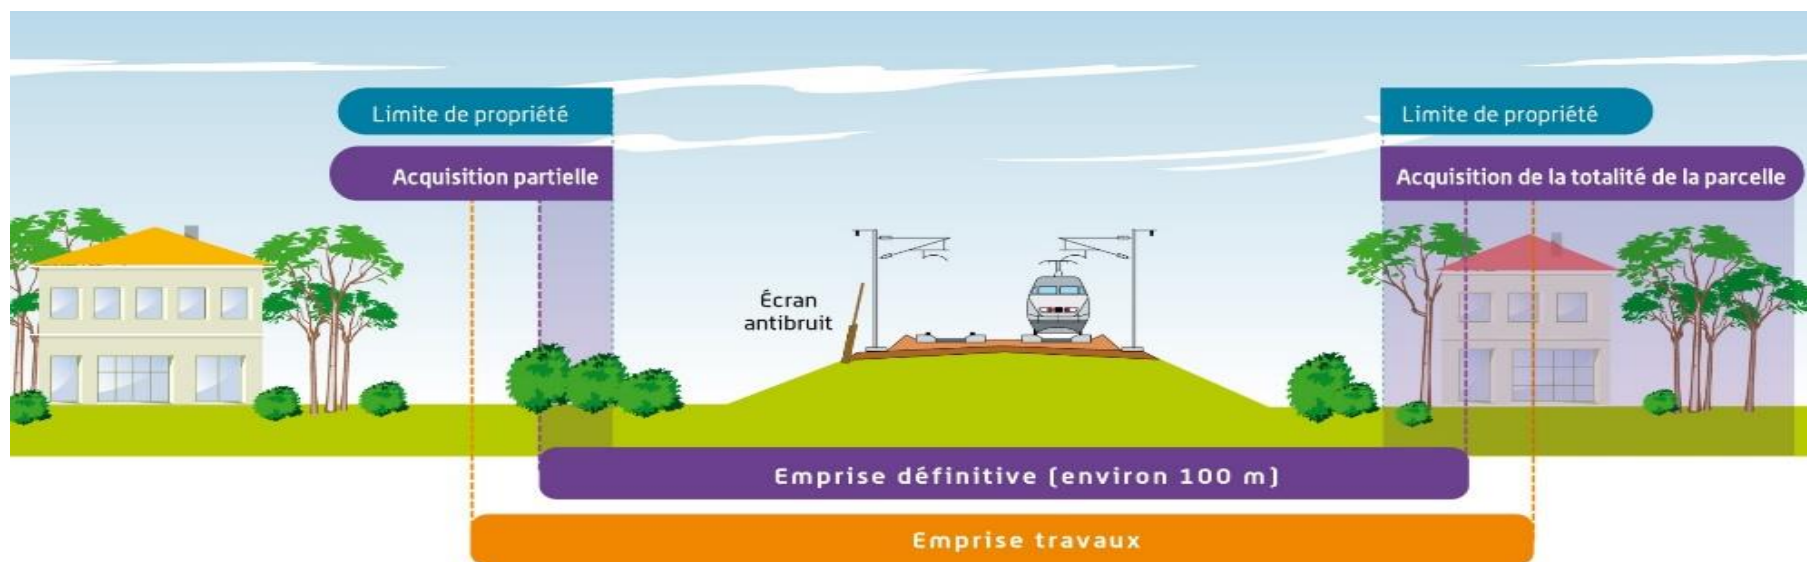 Limite de propriété
Limite de propriété
Acquisition partielle
Acquisition de la totalité de la parcelle
Écran
antibruit
Emprise définitive (environ 100 m)
Emprise travaux